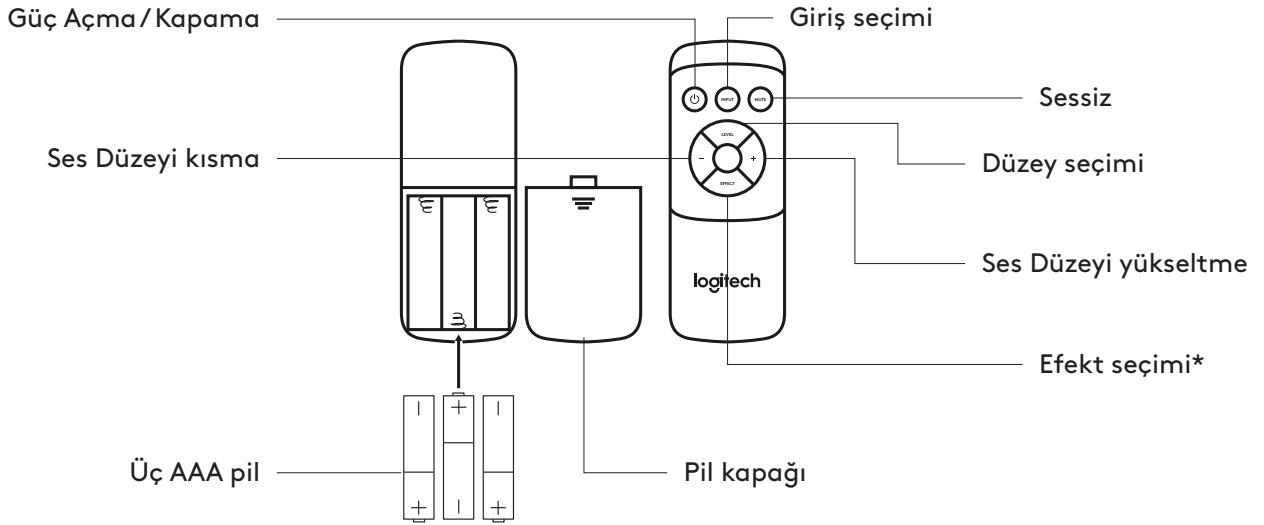 Güç Açma / Kapama
Giriş seçimi
INPUT
MUTE
Sessiz
LEVEL
Ses Düzeyi kısma
- +
Düzey seçimi
EFFECT
Ses Düzeyi yükseltme
logitech
Efekt seçimi*
- + -
Üç AAA pil
Pil kapağı
+ - +